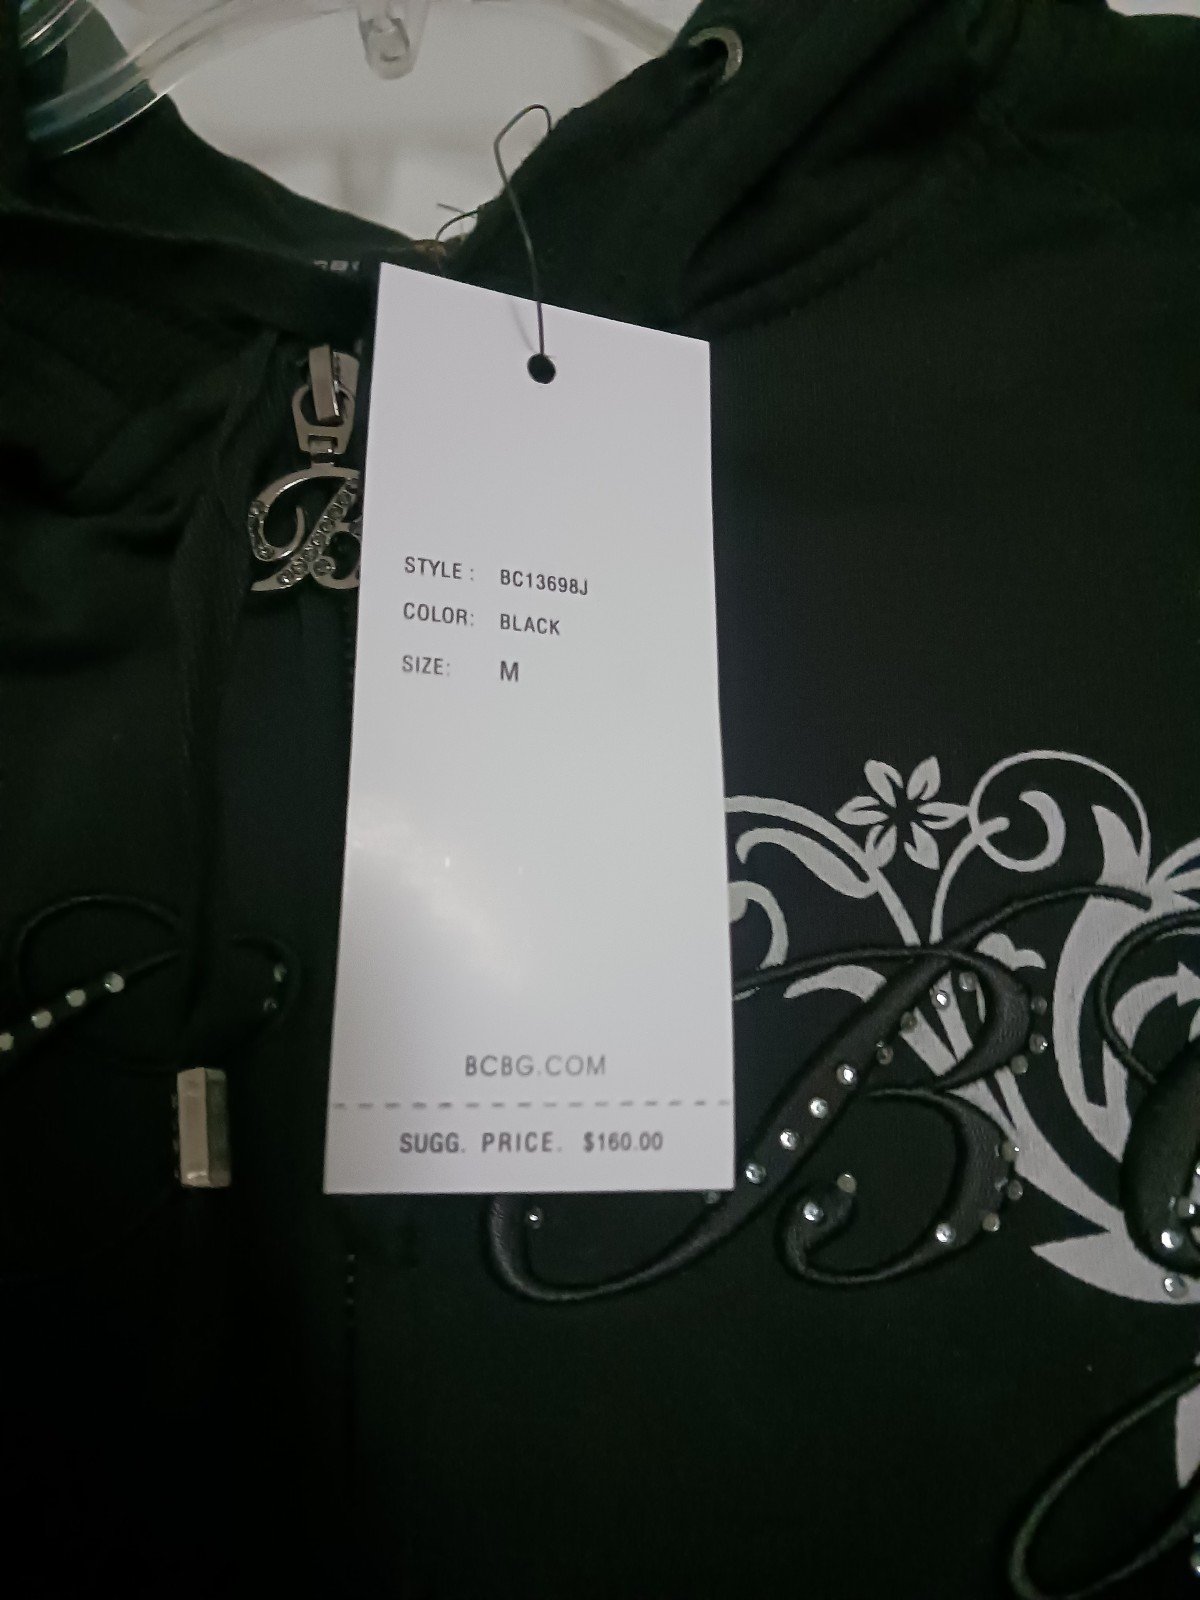 STYLE : BC13698J
COLOR: BLACK
SIZE: M
BCBG.COM
SUGG. PRICE. $160.00
B
B